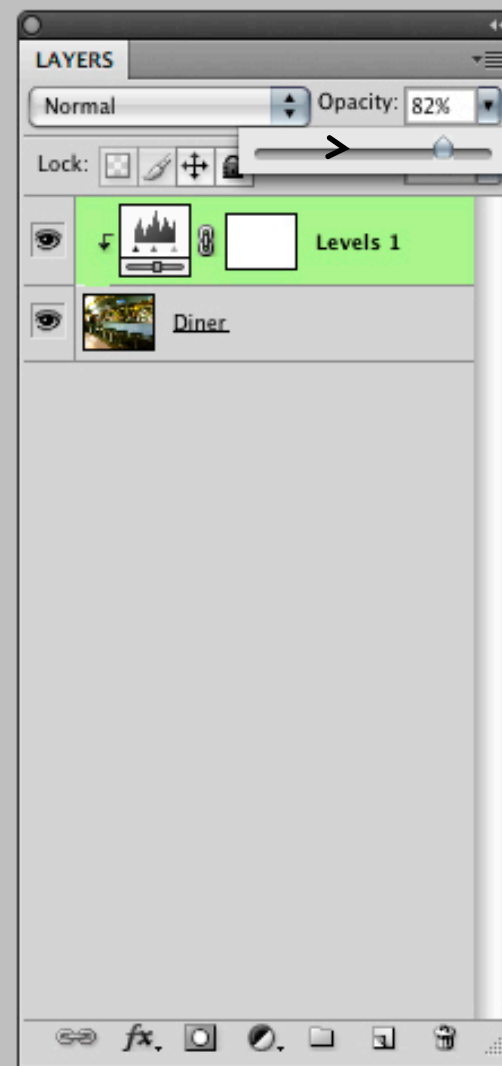 LAYERS
Normal Opacity: 82%
Lock:
Levels 1
Diner
fx.